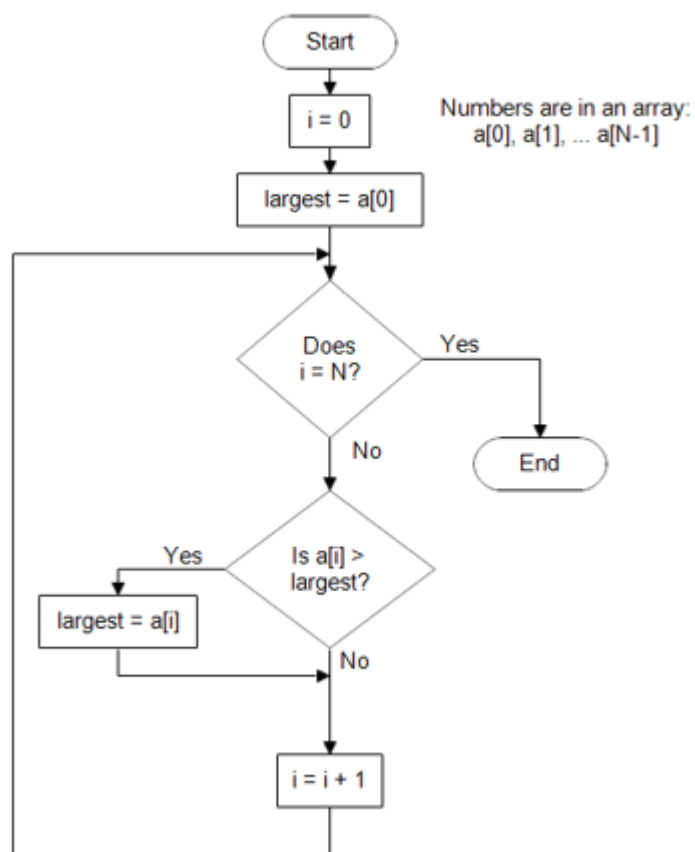 Start
i = 0
Numbers are in an array:
a[0], a[1], ... a[N-1]
largest = a[0]
Does
i = N?
Yes
No
End
Is a[i] >
largest?
Yes
largest = a[i]
No
i = i + 1